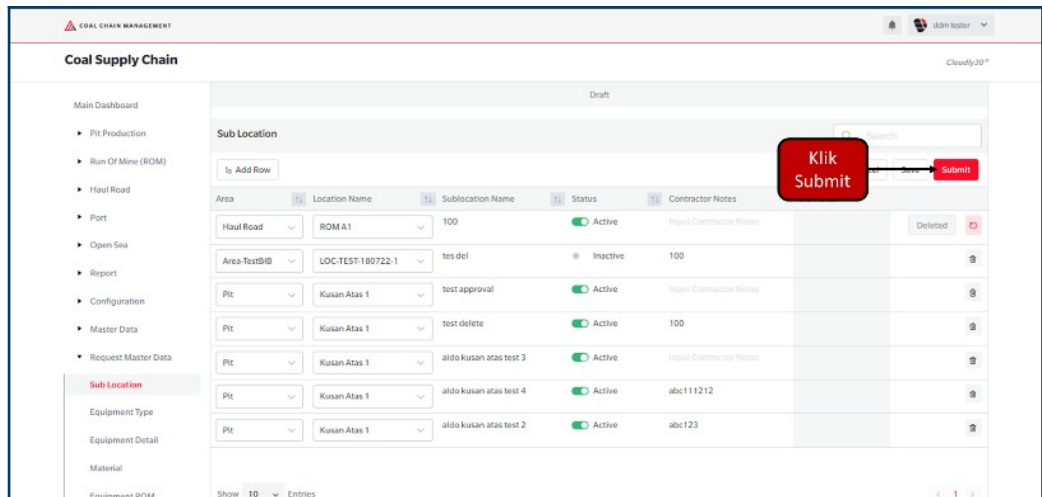 COAL CHAIN MANAGEMENT
ddm tester
Coal Supply Chain
Cloudly30°
Main Dashboard
Draft
Pit Production
Sub Location
Search
Run Of Mine (ROM)
Add Row
Klik
Submit
Save
Submit
Haul Road
Area
Location Name
Sublocation Name
Status
Contractor Notes
Port
Haul Road
ROM A1
100
Active
Input Contractor Notes
Deleted
Open Sea
Area-TestBIB
LOC-TEST-180722-1
tes del
Inactive
100
Report
Configuration
Pit
Kusan Atas 1
test approval
Active
Input Contractor Notes
Master Data
Pit
Kusan Atas 1
test delete
Active
100
Request Master Data
Pit
Kusan Atas 1
aldo kusan atas test 3
Active
Input Contractor Notes
Sub Location
Pit
Kusan Atas 1
aldo kusan atas test 4
Active
abc111212
Equipment Type
Pit
Kusan Atas 1
aldo kusan atas test 2
Active
abc123
Equipment Detail
Material
Equipment ROM
Show 10 Entries
1